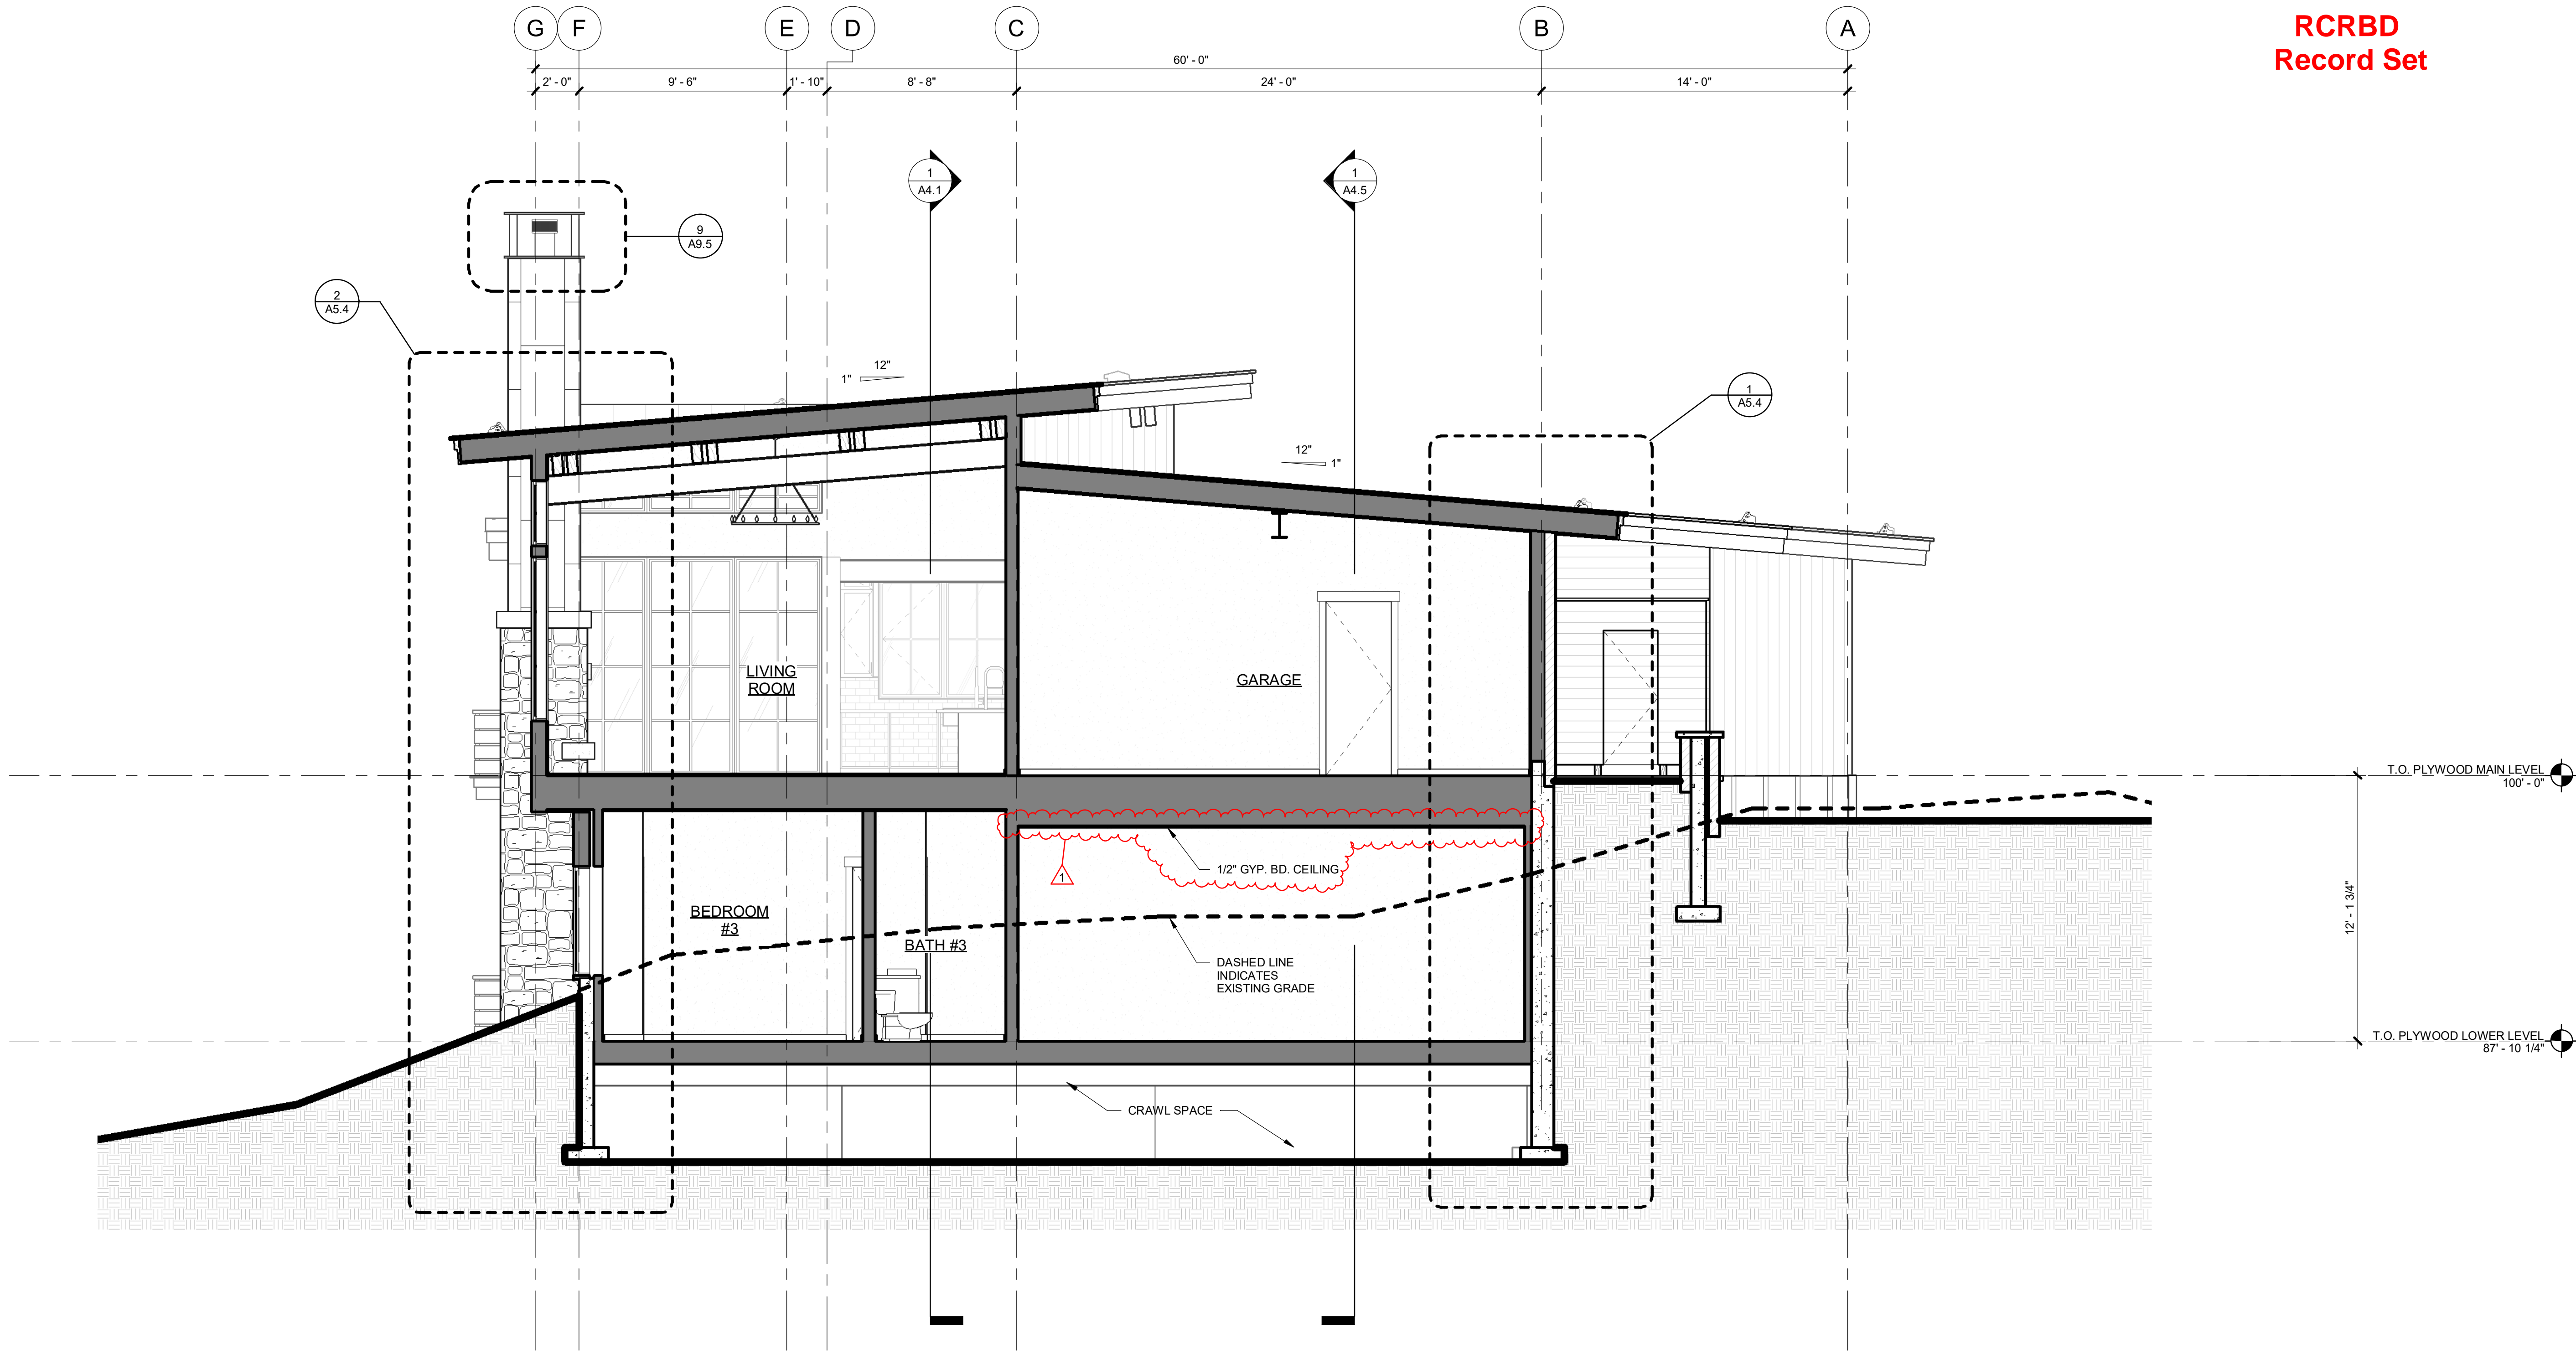 RCRBD
Record Set
G
F
E
D
C
B
A
60' - 0"
2' - 0"
9' - 6"
1' - 10"
8' - 8"
24' - 0"
14' - 0"
1
A4.1
1
A4.5
9
A9.5
2
A5.4
12"
1"
1
A5.4
12"
1"
LIVING
ROOM
GARAGE
T.O. PLYWOOD MAIN LEVEL
100' - 0"
1/2" GYP. BD. CEILING
1
12' - 1 3/4"
BEDROOM
#3
BATH #3
DASHED LINE
INDICATES
EXISTING GRADE
T.O. PLYWOOD LOWER LEVEL
87' - 10 1/4"
CRAWL SPACE